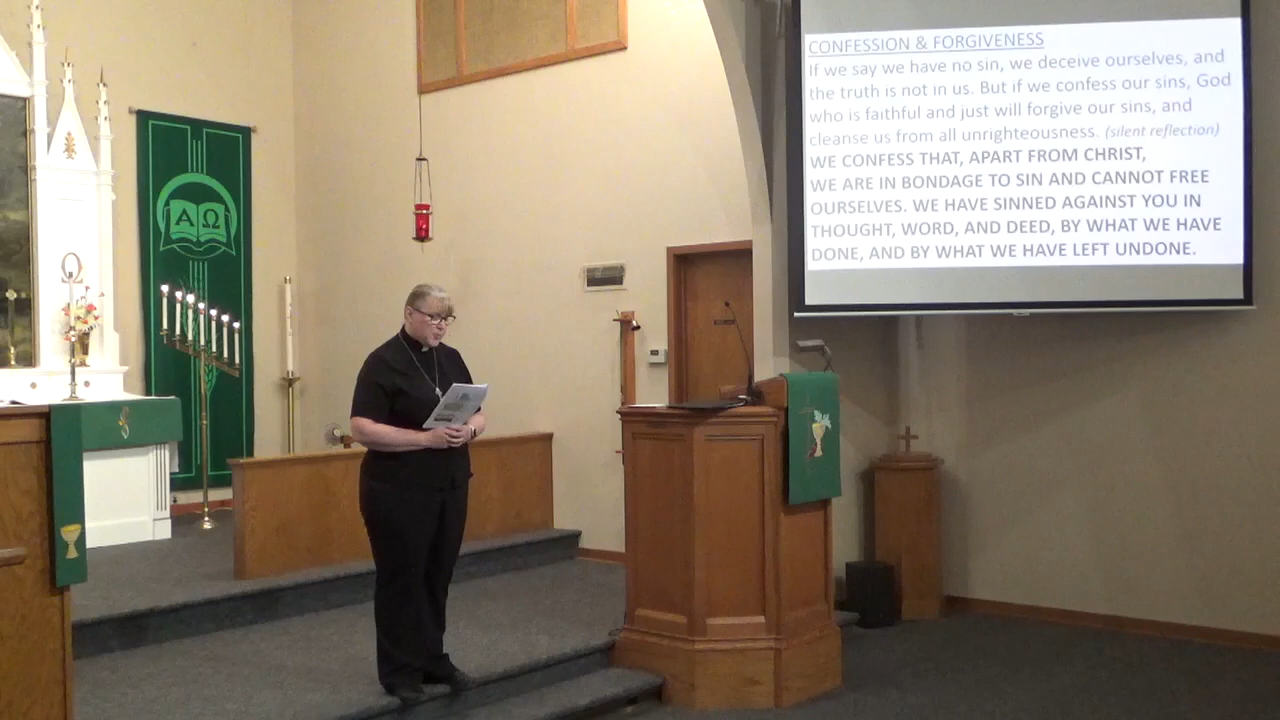 CONFESSION & FORGIVENESS
If we say we have no sin, we deceive ourselves, and
the truth is not in us. But if we confess our sins, God
who is faithful and just will forgive our sins, and
cleanse us from all unrighteousness. (silent reflection)
WE CONFESS THAT, APART FROM CHRIST,
WE ARE IN BONDAGE TO SIN AND CANNOT FREE
OURSELVES. WE HAVE SINNED AGAINST YOU IN
THOUGHT, WORD, AND DEED, BY WHAT WE HAVE
DONE, AND BY WHAT WE HAVE LEFT UNDONE.
Α Ω